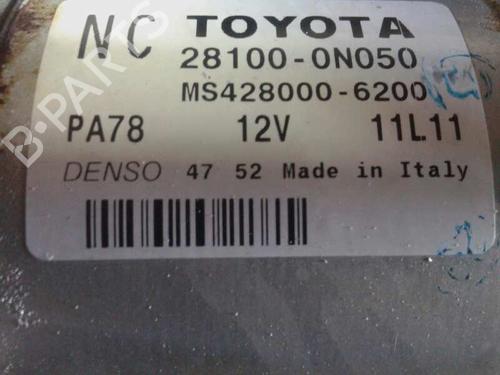 NC TOYOTA
28100-0N050
MS428000-6200
PA78 12V 11L11
DENSO 47 52 Made in Italy
B-PARTS